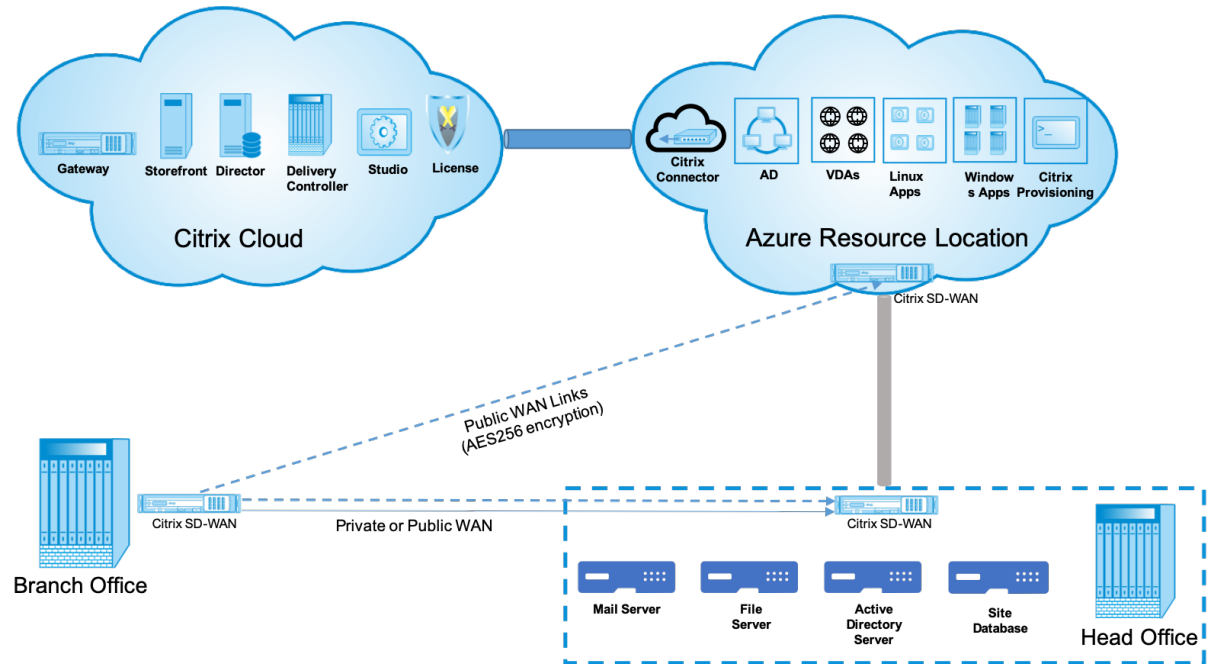 Gateway
Storefront
Director
Delivery
Controller
Studio
License
Citrix Cloud
Citrix
Connector
AD
VDAs
Linux
Apps
Window
s Apps
Citrix
Provisioning
Azure Resource Location
Citrix SD-WAN
Public WAN Links
(AES256 encryption)
Citrix SD-WAN
Private or Public WAN
Citrix SD-WAN
Branch Office
Mail Server
File
Server
Active
Directory
Server
Site
Database
Head Office